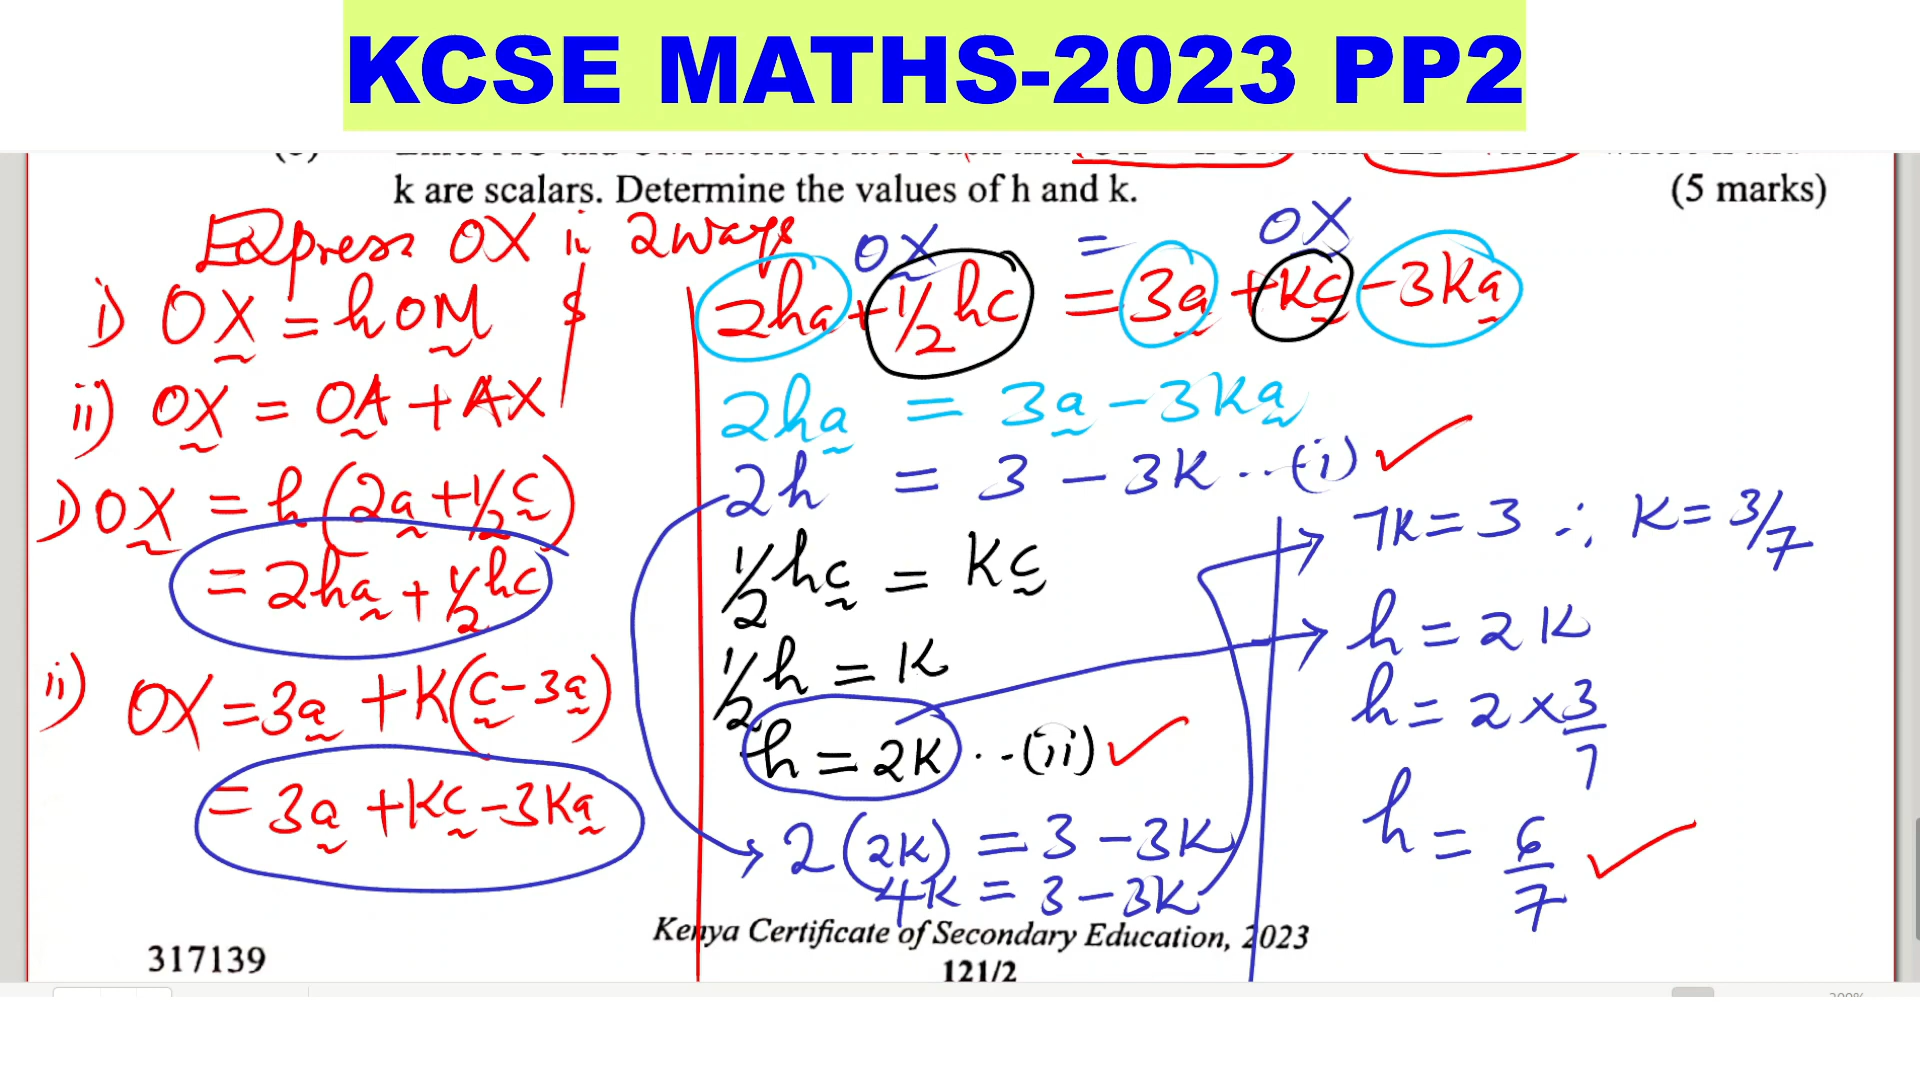 KCSE MATHS-2023 PP2
k are scalars. Determine the values of h and k. (5 marks)
Express OX in 2 ways
i) OX = h OM &
ii) OX = OA + AX
i) OX = h (2a + 1/2 c)
= 2ha + 1/2 hc
ii) OX = 3a + K(c - 3a)
= 3a + Kc - 3Ka
OX = OX
2ha + 1/2 hc = 3a + Kc - 3Ka
2ha = 3a - 3Ka
2h = 3 - 3K ... (i)
1/2 hc = Kc
1/2 h = K
h = 2K ... (ii)
2 (2K) = 3 - 3K
4K = 3 - 3K
7K = 3 ∴ K = 3/7
h = 2K
h = 2 × 3/7
h = 6/7
Kenya Certificate of Secondary Education, 2023
317139
121/2